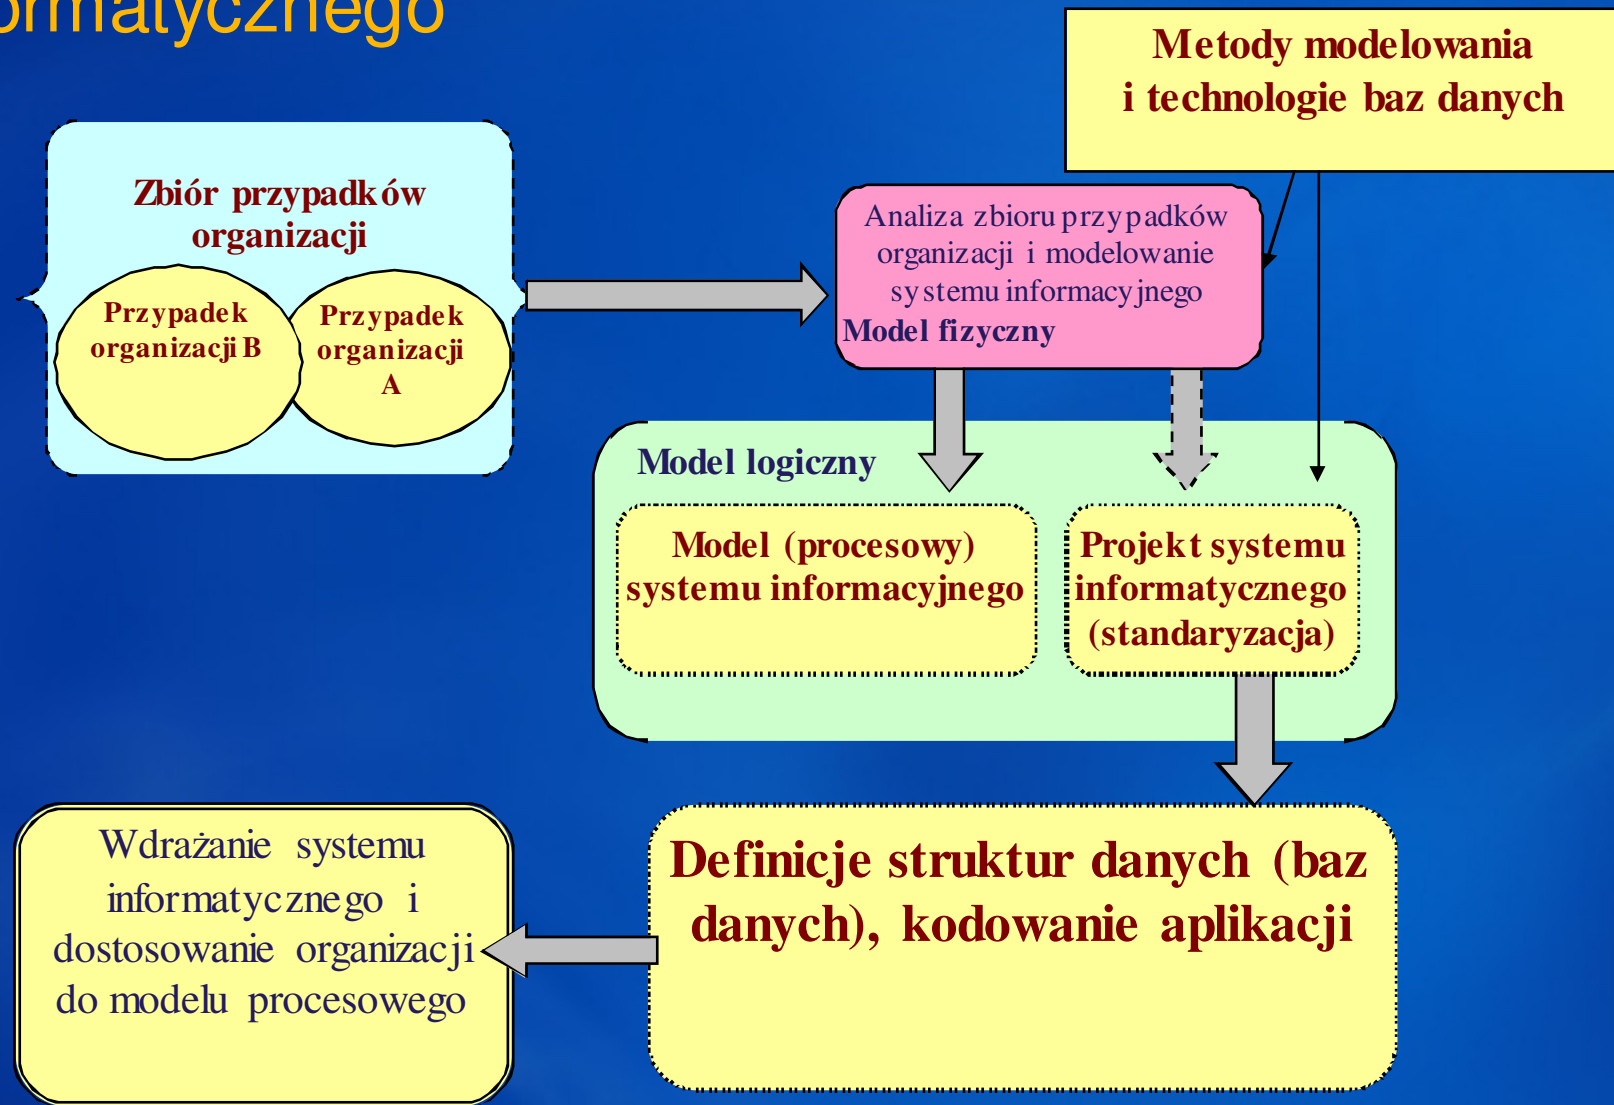 ormatycznego
Metody modelowania
i technologie baz danych
Zbiór przypadków
organizacji
Przypadek
organizacji B
Przypadek
organizacji
A
Analiza zbioru przypadków
organizacji i modelowanie
systemu informacyjnego
Model fizyczny
Model logiczny
Model (procesowy)
systemu informacyjnego
Projekt systemu
informatycznego
(standaryzacja)
Definicje struktur danych (baz
danych), kodowanie aplikacji
Wdrażanie systemu
informatycznego i
dostosowanie organizacji
do modelu procesowego